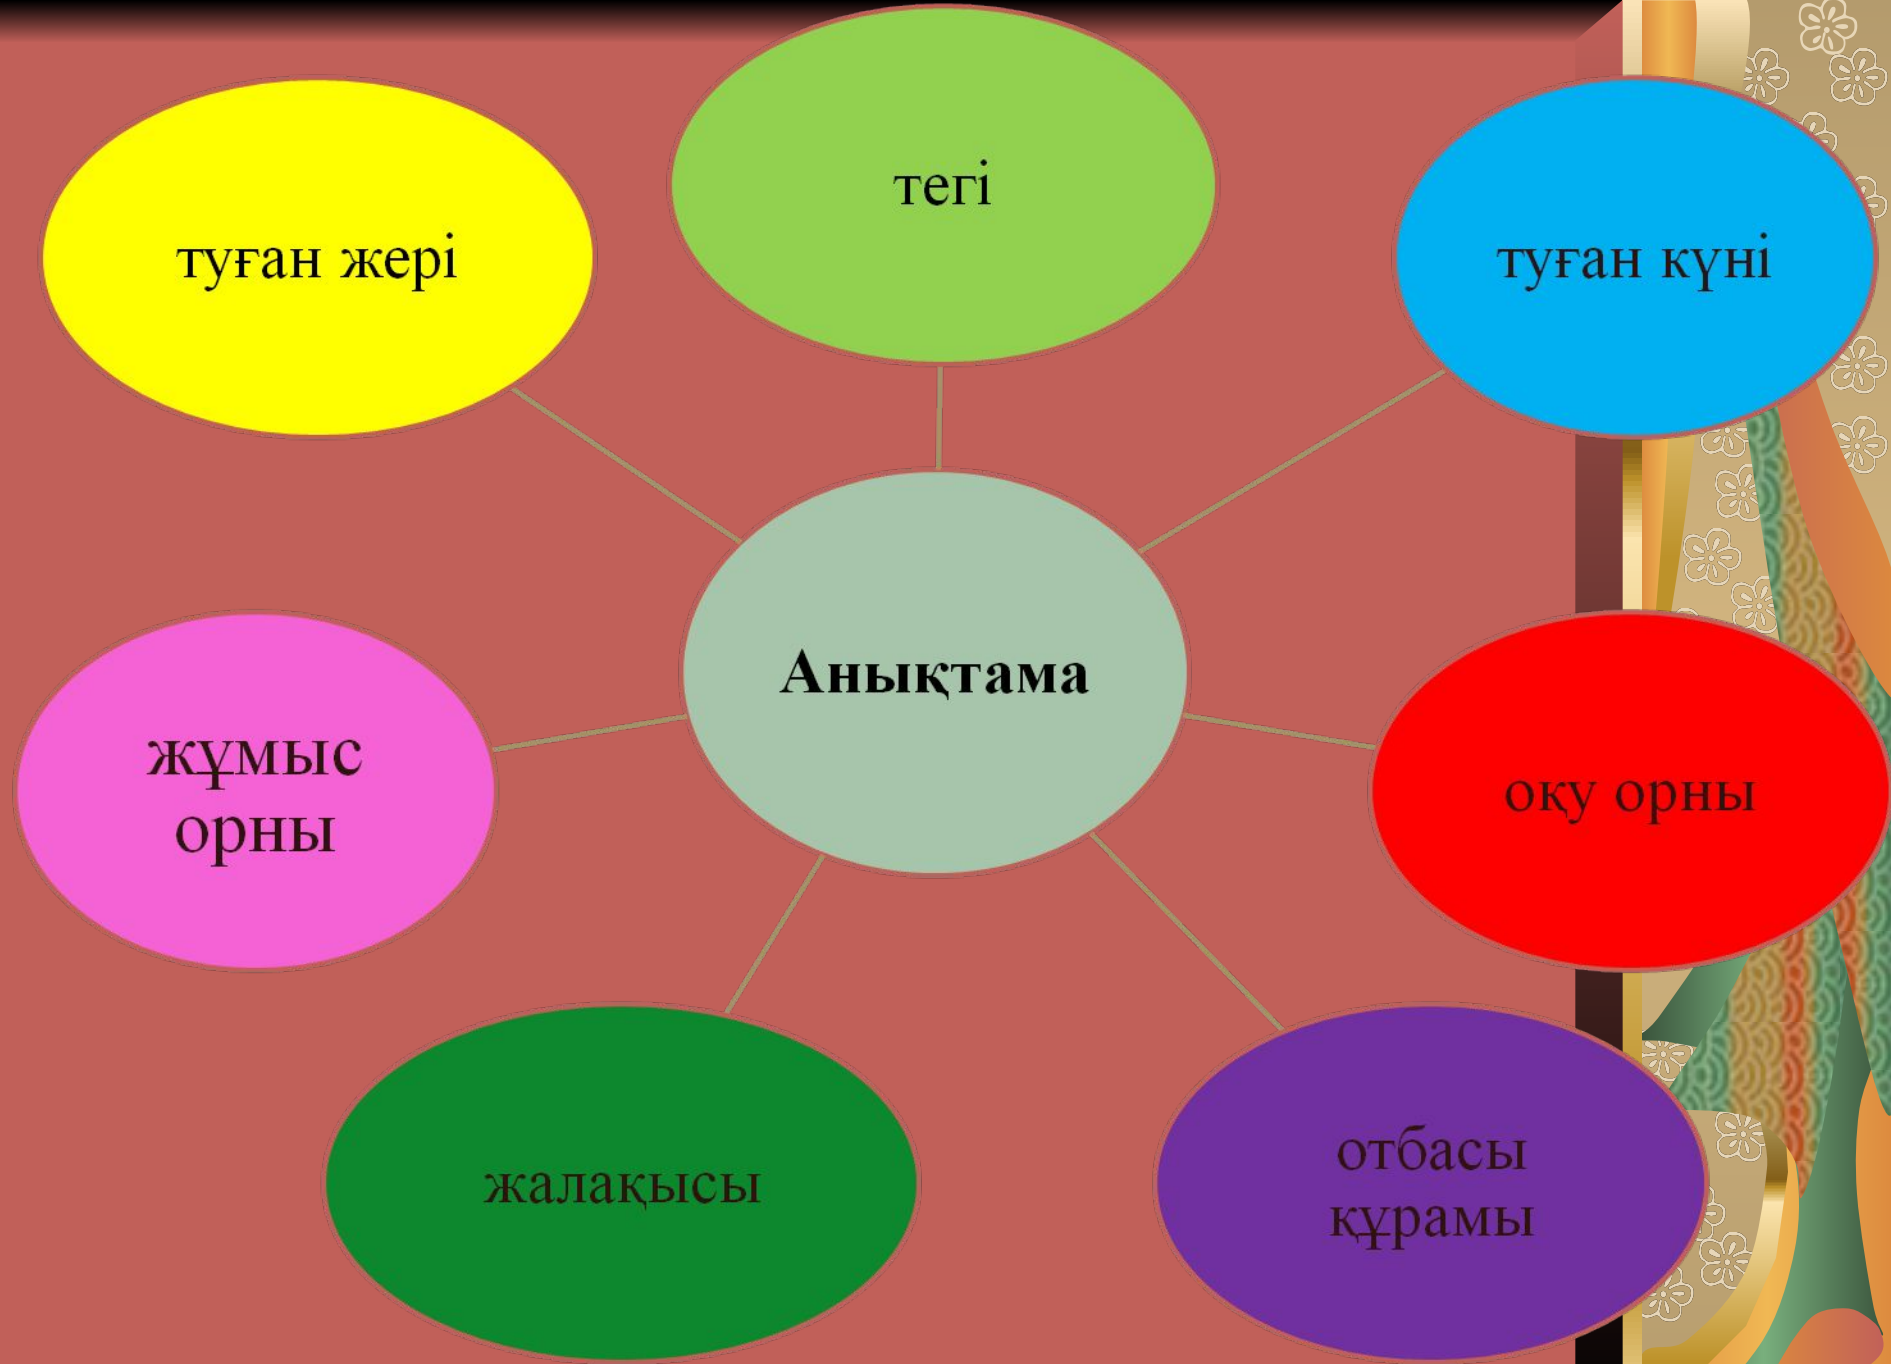 тегі
туған жері
туған күні
Анықтама
жұмыс
орны
оқу орны
жалақысы
отбасы
құрамы